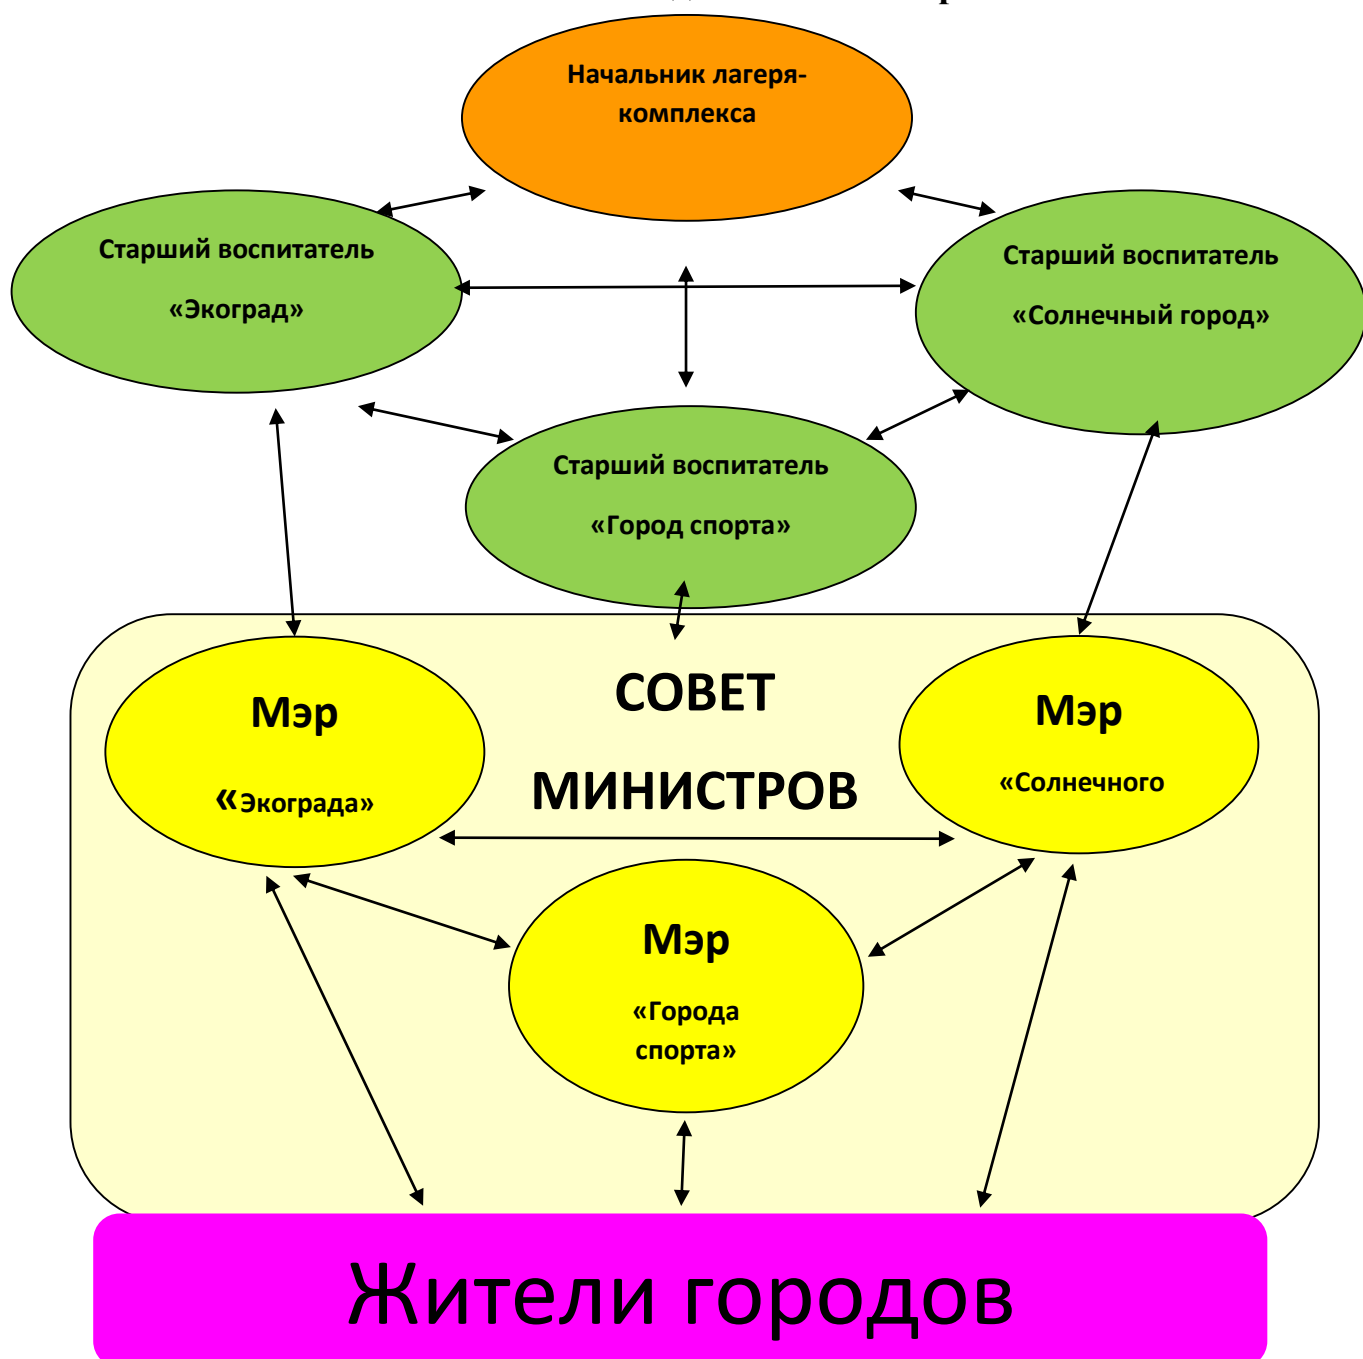 Начальник лагеря-
комплекса
Старший воспитатель
«Экоград»
Старший воспитатель
«Солнечный город»
Старший воспитатель
«Город спорта»
СОВЕТ
МИНИСТРОВ
Мэр
«Экограда»
Мэр
«Солнечного
Мэр
«Города
спорта»
Жители городов